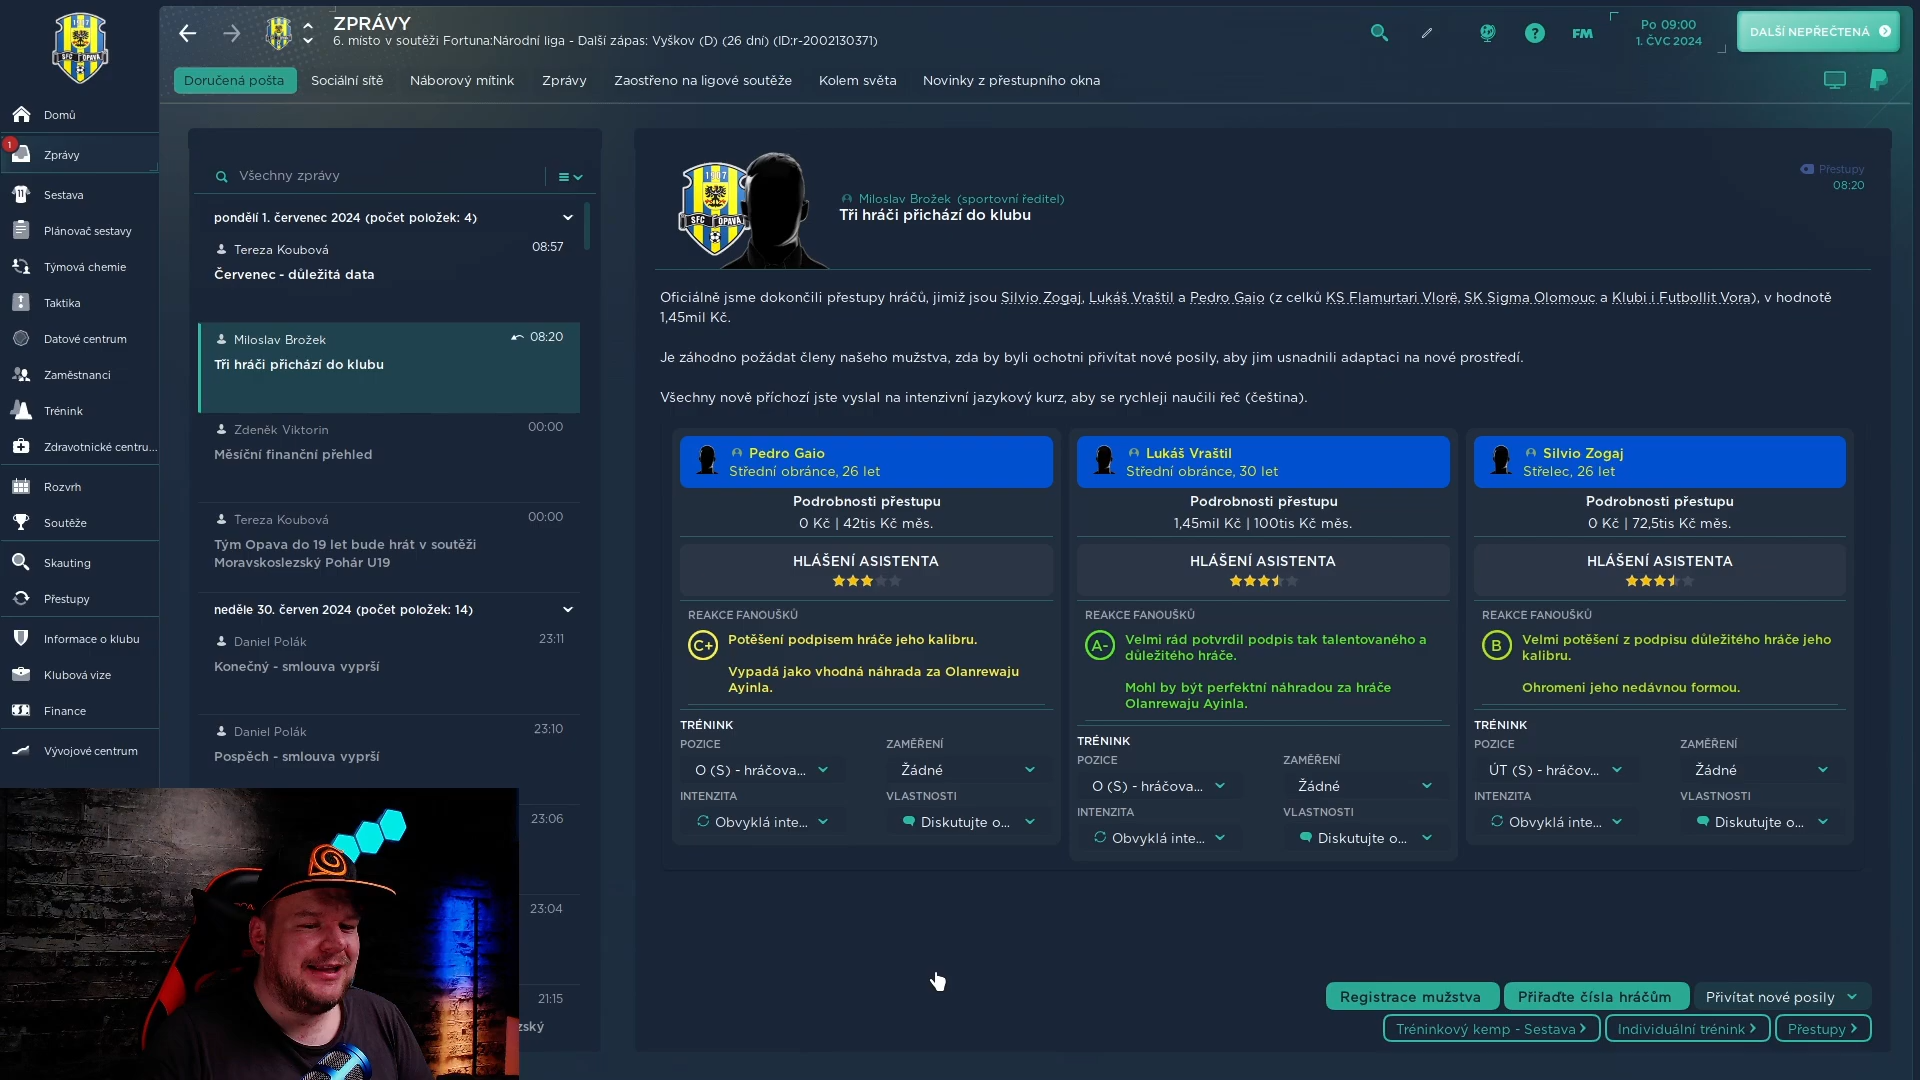 1907
SFC OPAVA
ZPRÁVY
6. místo v soutěži Fortuna:Národní liga - Další zápas: Vyškov (D) (26 dní) (ID:r-2002130371)
FM
Po 09:00
1. ČVC 2024
DALŠÍ NEPŘEČTENÁ
Doručená pošta
Sociální sítě
Náborový mítink
Zprávy
Zaostřeno na ligové soutěže
Kolem světa
Novinky z přestupního okna
Domů
1
Zprávy
Sestava
Plánovač sestavy
Týmová chemie
Taktika
Datové centrum
Zaměstnanci
Trénink
Zdravotnické centru...
Rozvrh
Soutěže
Skauting
Přestupy
Informace o klubu
Klubová vize
Finance
Vývojové centrum
Všechny zprávy
pondělí 1. červenec 2024 (počet položek: 4)
Tereza Koubová 08:57
Červenec - důležitá data
Miloslav Brožek 08:20
Tři hráči přichází do klubu
Zdeněk Viktorin 00:00
Měsíční finanční přehled
Tereza Koubová 00:00
Tým Opava do 19 let bude hrát v soutěži
Moravskoslezský Pohár U19
neděle 30. červen 2024 (počet položek: 14)
Daniel Polák 23:11
Konečný - smlouva vyprší
Daniel Polák 23:10
Pospěch - smlouva vyprší
23:06
23:04
21:15
zský
1907
SFC OPAVA
Miloslav Brožek (sportovní ředitel)
Tři hráči přichází do klubu
Přestupy
08:20
Oficiálně jsme dokončili přestupy hráčů, jimiž jsou Silvio Zogaj, Lukáš Vraštil a Pedro Gaio (z celků KS Flamurtari Vlorë, SK Sigma Olomouc a Klubi i Futbollit Vora), v hodnotě
1,45mil Kč.
Je záhodno požádat členy našeho mužstva, zda by byli ochotni přivítat nové posily, aby jim usnadnili adaptaci na nové prostředí.
Všechny nově příchozí jste vyslal na intenzivní jazykový kurz, aby se rychleji naučili řeč (čeština).
Pedro Gaio
Střední obránce, 26 let
Podrobnosti přestupu
0 Kč | 42tis Kč měs.
HLÁŠENÍ ASISTENTA
REAKCE FANOUŠKŮ
C+
Potěšení podpisem hráče jeho kalibru.
Vypadá jako vhodná náhrada za Olanrewaju
Ayinla.
TRÉNINK
POZICE ZAMĚŘENÍ
O (S) - hráčova... Žádné
INTENZITA VLASTNOSTI
Obvyklá inte... Diskutujte o...
Lukáš Vraštil
Střední obránce, 30 let
Podrobnosti přestupu
1,45mil Kč | 100tis Kč měs.
HLÁŠENÍ ASISTENTA
REAKCE FANOUŠKŮ
A-
Velmi rád potvrdil podpis tak talentovaného a
důležitého hráče.
Mohl by být perfektní náhradou za hráče
Olanrewaju Ayinla.
TRÉNINK
POZICE ZAMĚŘENÍ
O (S) - hráčova... Žádné
INTENZITA VLASTNOSTI
Obvyklá inte... Diskutujte o...
Silvio Zogaj
Střelec, 26 let
Podrobnosti přestupu
0 Kč | 72,5tis Kč měs.
HLÁŠENÍ ASISTENTA
REAKCE FANOUŠKŮ
B
Velmi potěšení z podpisu důležitého hráče jeho
kalibru.
Ohromeni jeho nedávnou formou.
TRÉNINK
POZICE ZAMĚŘENÍ
ÚT (S) - hráčov... Žádné
INTENZITA VLASTNOSTI
Obvyklá inte... Diskutujte o...
Registrace mužstva
Přiřaďte čísla hráčům
Přivítat nové posily
Tréninkový kemp - Sestava
Individuální trénink
Přestupy